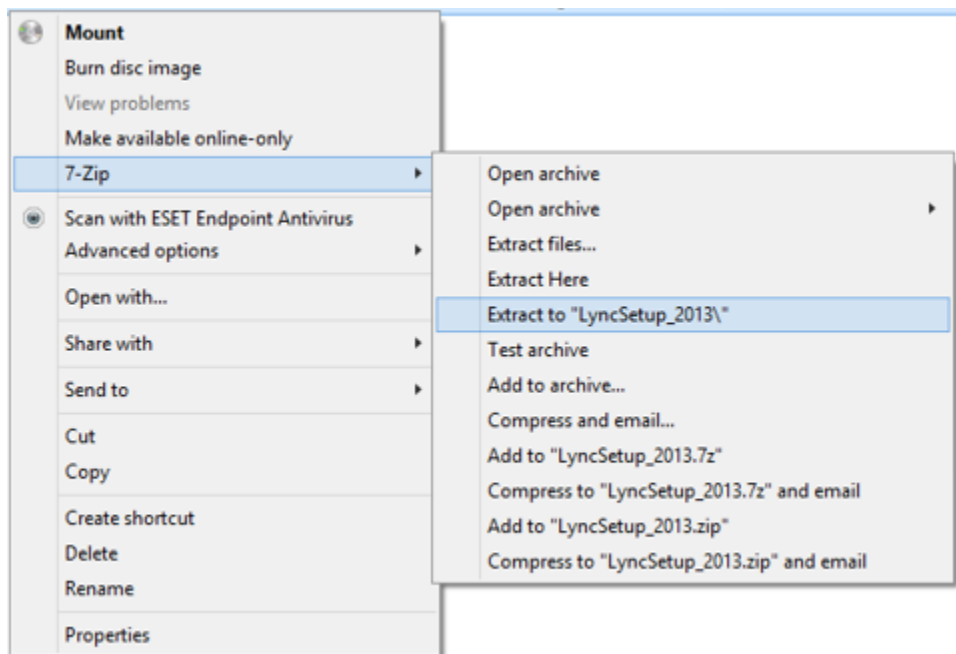 Mount
Burn disc image
View problems
Make available online-only
7-Zip
Scan with ESET Endpoint Antivirus
Advanced options
Open with...
Share with
Send to
Cut
Copy
Create shortcut
Delete
Rename
Properties
Open archive
Open archive
Extract files...
Extract Here
Extract to "LyncSetup_2013\"
Test archive
Add to archive...
Compress and email...
Add to "LyncSetup_2013.7z"
Compress to "LyncSetup_2013.7z" and email
Add to "LyncSetup_2013.zip"
Compress to "LyncSetup_2013.zip" and email